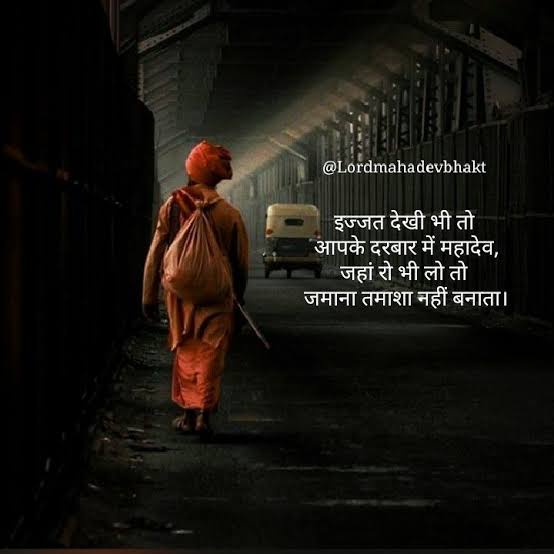 @Lordmahadevbhakt
इज्जत देखी भी तो
आपके दरबार में महादेव,
जहां रो भी लो तो
जमाना तमाशा नहीं बनाता।